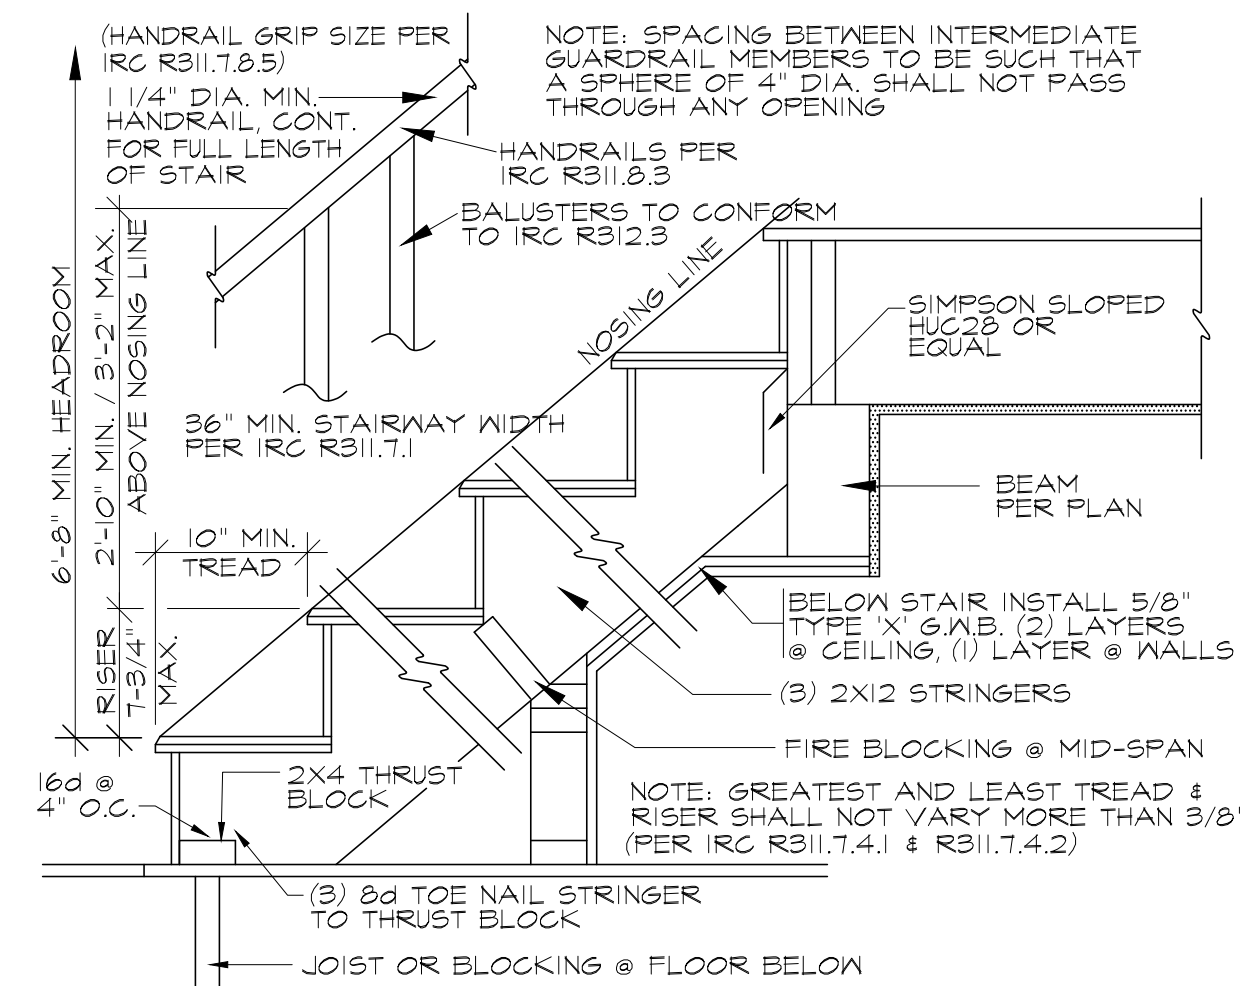 (HANDRAIL GRIP SIZE PER
IRC R311.7.8.5)
1 1/4" DIA. MIN.
HANDRAIL, CONT.
FOR FULL LENGTH
OF STAIR
NOTE: SPACING BETWEEN INTERMEDIATE
GUARDRAIL MEMBERS TO BE SUCH THAT
A SPHERE OF 4" DIA. SHALL NOT PASS
THROUGH ANY OPENING
HANDRAILS PER
IRC R311.8.3
BALUSTERS TO CONFORM
TO IRC R312.3
NOSING LINE
SIMPSON SLOPED
HUC28 OR
EQUAL
6'-8" MIN. HEADROOM
2'-10" MIN. / 3'-2" MAX.
ABOVE NOSING LINE
36" MIN. STAIRWAY WIDTH
PER IRC R311.7.1
BEAM
PER PLAN
10" MIN.
TREAD
RISER
7-3/4"
MAX.
BELOW STAIR INSTALL 5/8"
TYPE 'X' G.W.B. (2) LAYERS
@ CEILING, (1) LAYER @ WALLS
(3) 2X12 STRINGERS
FIRE BLOCKING @ MID-SPAN
16d @
4" O.C.
2X4 THRUST
BLOCK
NOTE: GREATEST AND LEAST TREAD &
RISER SHALL NOT VARY MORE THAN 3/8"
(PER IRC R311.7.4.1 & R311.7.4.2)
(3) 8d TOE NAIL STRINGER
TO THRUST BLOCK
JOIST OR BLOCKING @ FLOOR BELOW